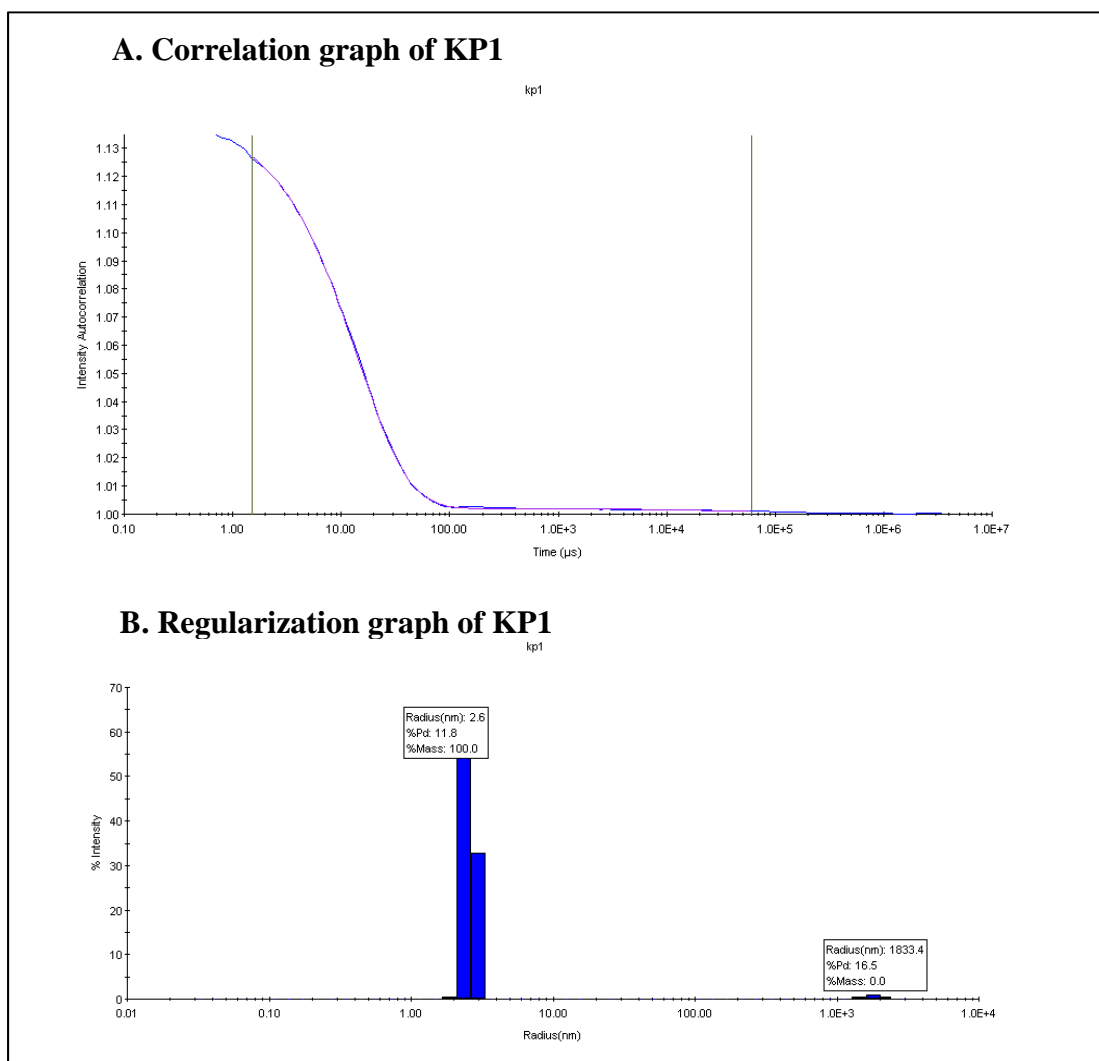 A. Correlation graph of KP1
kp1
1.13
1.12
1.11
1.10
1.09
1.08
1.07
1.06
1.05
1.04
1.03
1.02
1.01
1.00
Intensity Autocorrelation
0.10 1.00 10.00 100.00 1.0E+3 1.0E+4 1.0E+5 1.0E+6 1.0E+7
Time (µs)
B. Regularization graph of KP1
kp1
70
60
50
40
30
20
10
0
% Intensity
Radius(nm): 2.6
%Pd: 11.8
%Mass: 100.0
Radius(nm): 1833.4
%Pd: 16.5
%Mass: 0.0
0.01 0.10 1.00 10.00 100.00 1.0E+3 1.0E+4
Radius(nm)